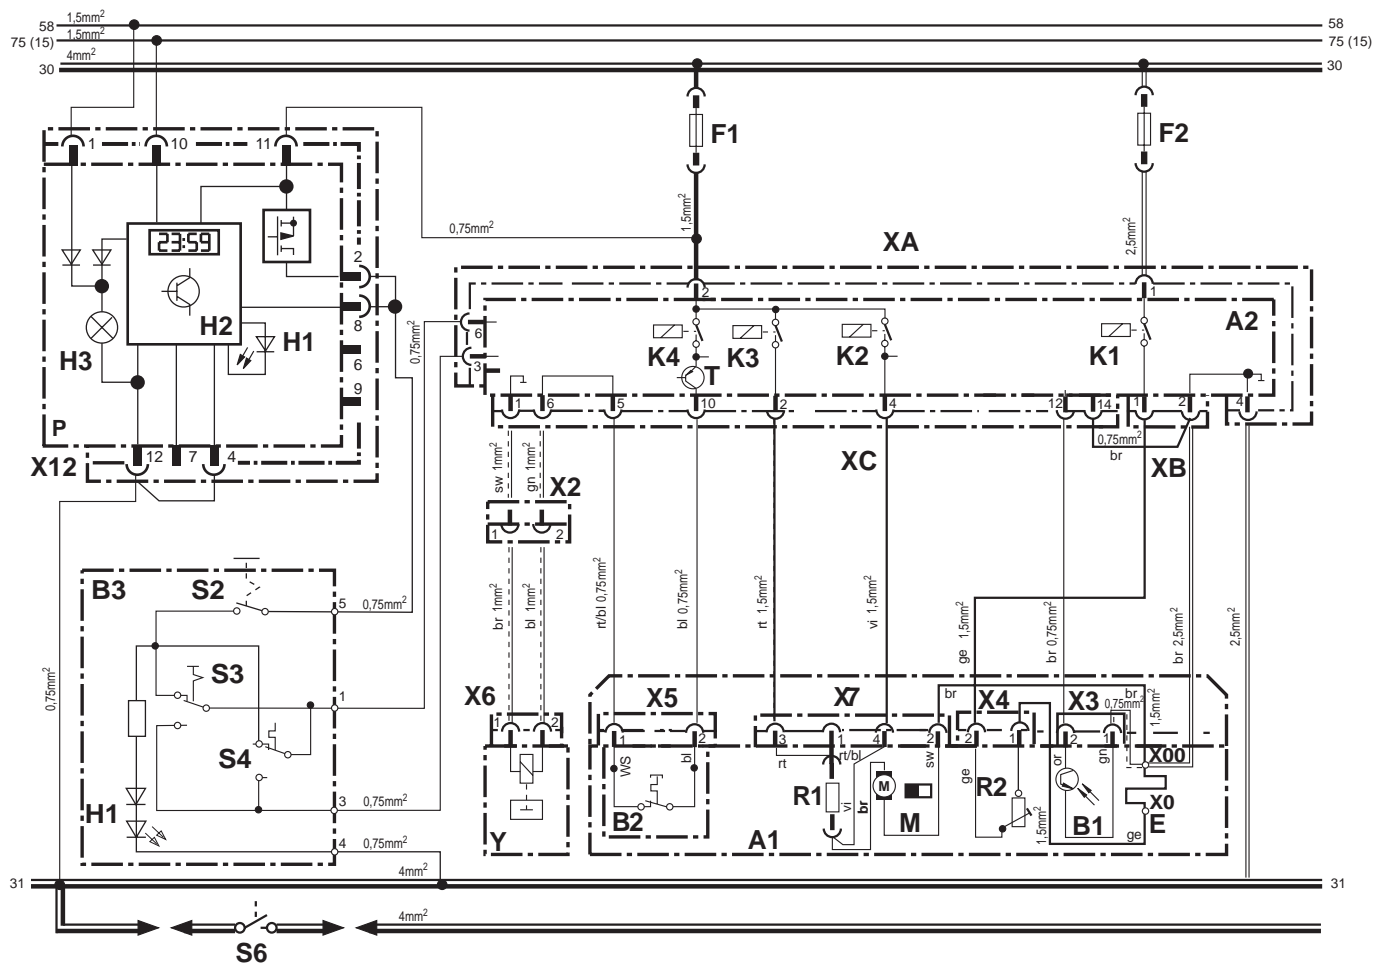 58 1,5mm² 58
75 (15) 1,5mm² 75 (15)
4mm²
30 30
F1 F2
1 10 11
1,5mm² 2,5mm²
0,75mm²
XA
23:59
2
2 1
H2 H1 8 6 A2
H3 0,75mm² K4 K3 K2 K1
6 3
9 T
P 1 6 5 10 2 4 12 14 1 2 4
X12 12 7 4
0,75mm²
br
XC XB
sw 1mm² gn 1mm² X2
1 2
B3 S2
5 0,75mm²
br 1mm² bl 1mm² rt/bl 0,75mm² bl 0,75mm² rt 1,5mm² vi 1,5mm² ge 1,5mm² br 0,75mm² br 2,5mm² 2,5mm²
0,75mm² S3
1
X6 X5 X7 br X4 X3 br 0,75mm² 1,5mm²
1 2 1 2 3 1 4 2 2 1 2 1
S4
ws bl rt rt/bl sw ge or gn X00
H1 R1 vi br M M R2 X0
3 0,75mm²
B2 B1 E
Y A1 1,5mm² ge
4 0,75mm²
4mm²
31 31
4mm²
S6